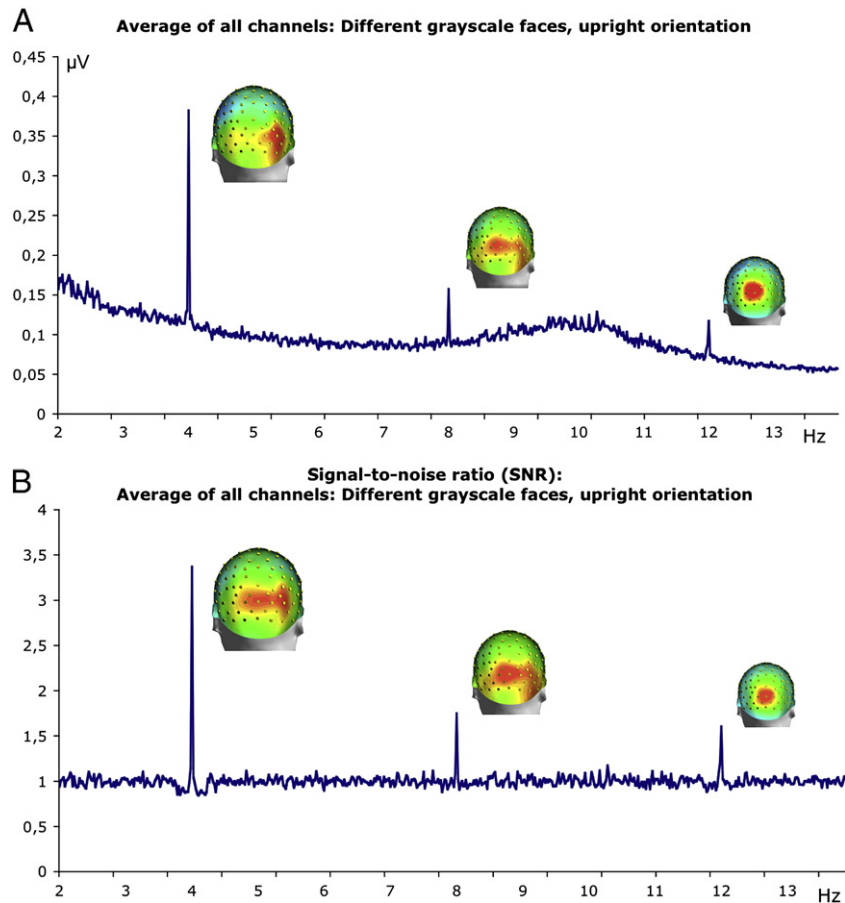 A
Average of all channels: Different grayscale faces, upright orientation
0,45
µV
0,4
0,35
0,3
0,25
0,2
0,15
0,1
0,05
0
2 3 4 5 6 7 8 9 10 11 12 13 Hz
B
Signal-to-noise ratio (SNR):
Average of all channels: Different grayscale faces, upright orientation
4
3,5
3
2,5
2
1,5
1
0,5
0
2 3 4 5 6 7 8 9 10 11 12 13 Hz